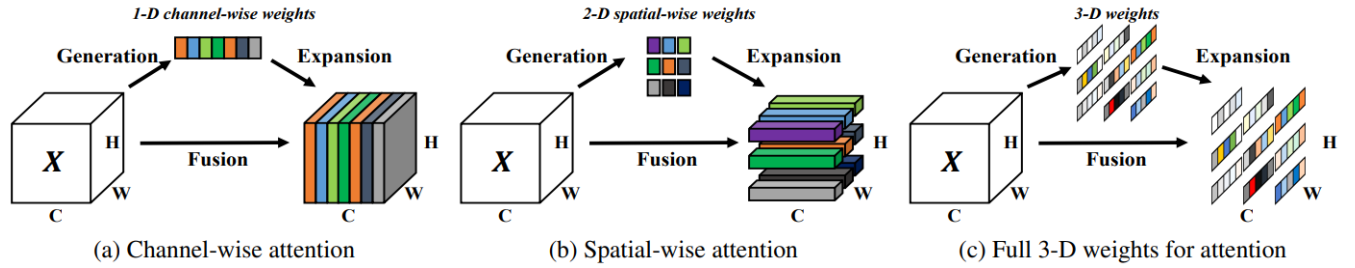 1-D channel-wise weights
Generation
Expansion
X
H
W
C
Fusion
H
W
C
(a) Channel-wise attention
2-D spatial-wise weights
Generation
Expansion
X
H
W
C
Fusion
H
W
C
(b) Spatial-wise attention
3-D weights
Generation
Expansion
X
H
W
C
Fusion
H
W
C
(c) Full 3-D weights for attention